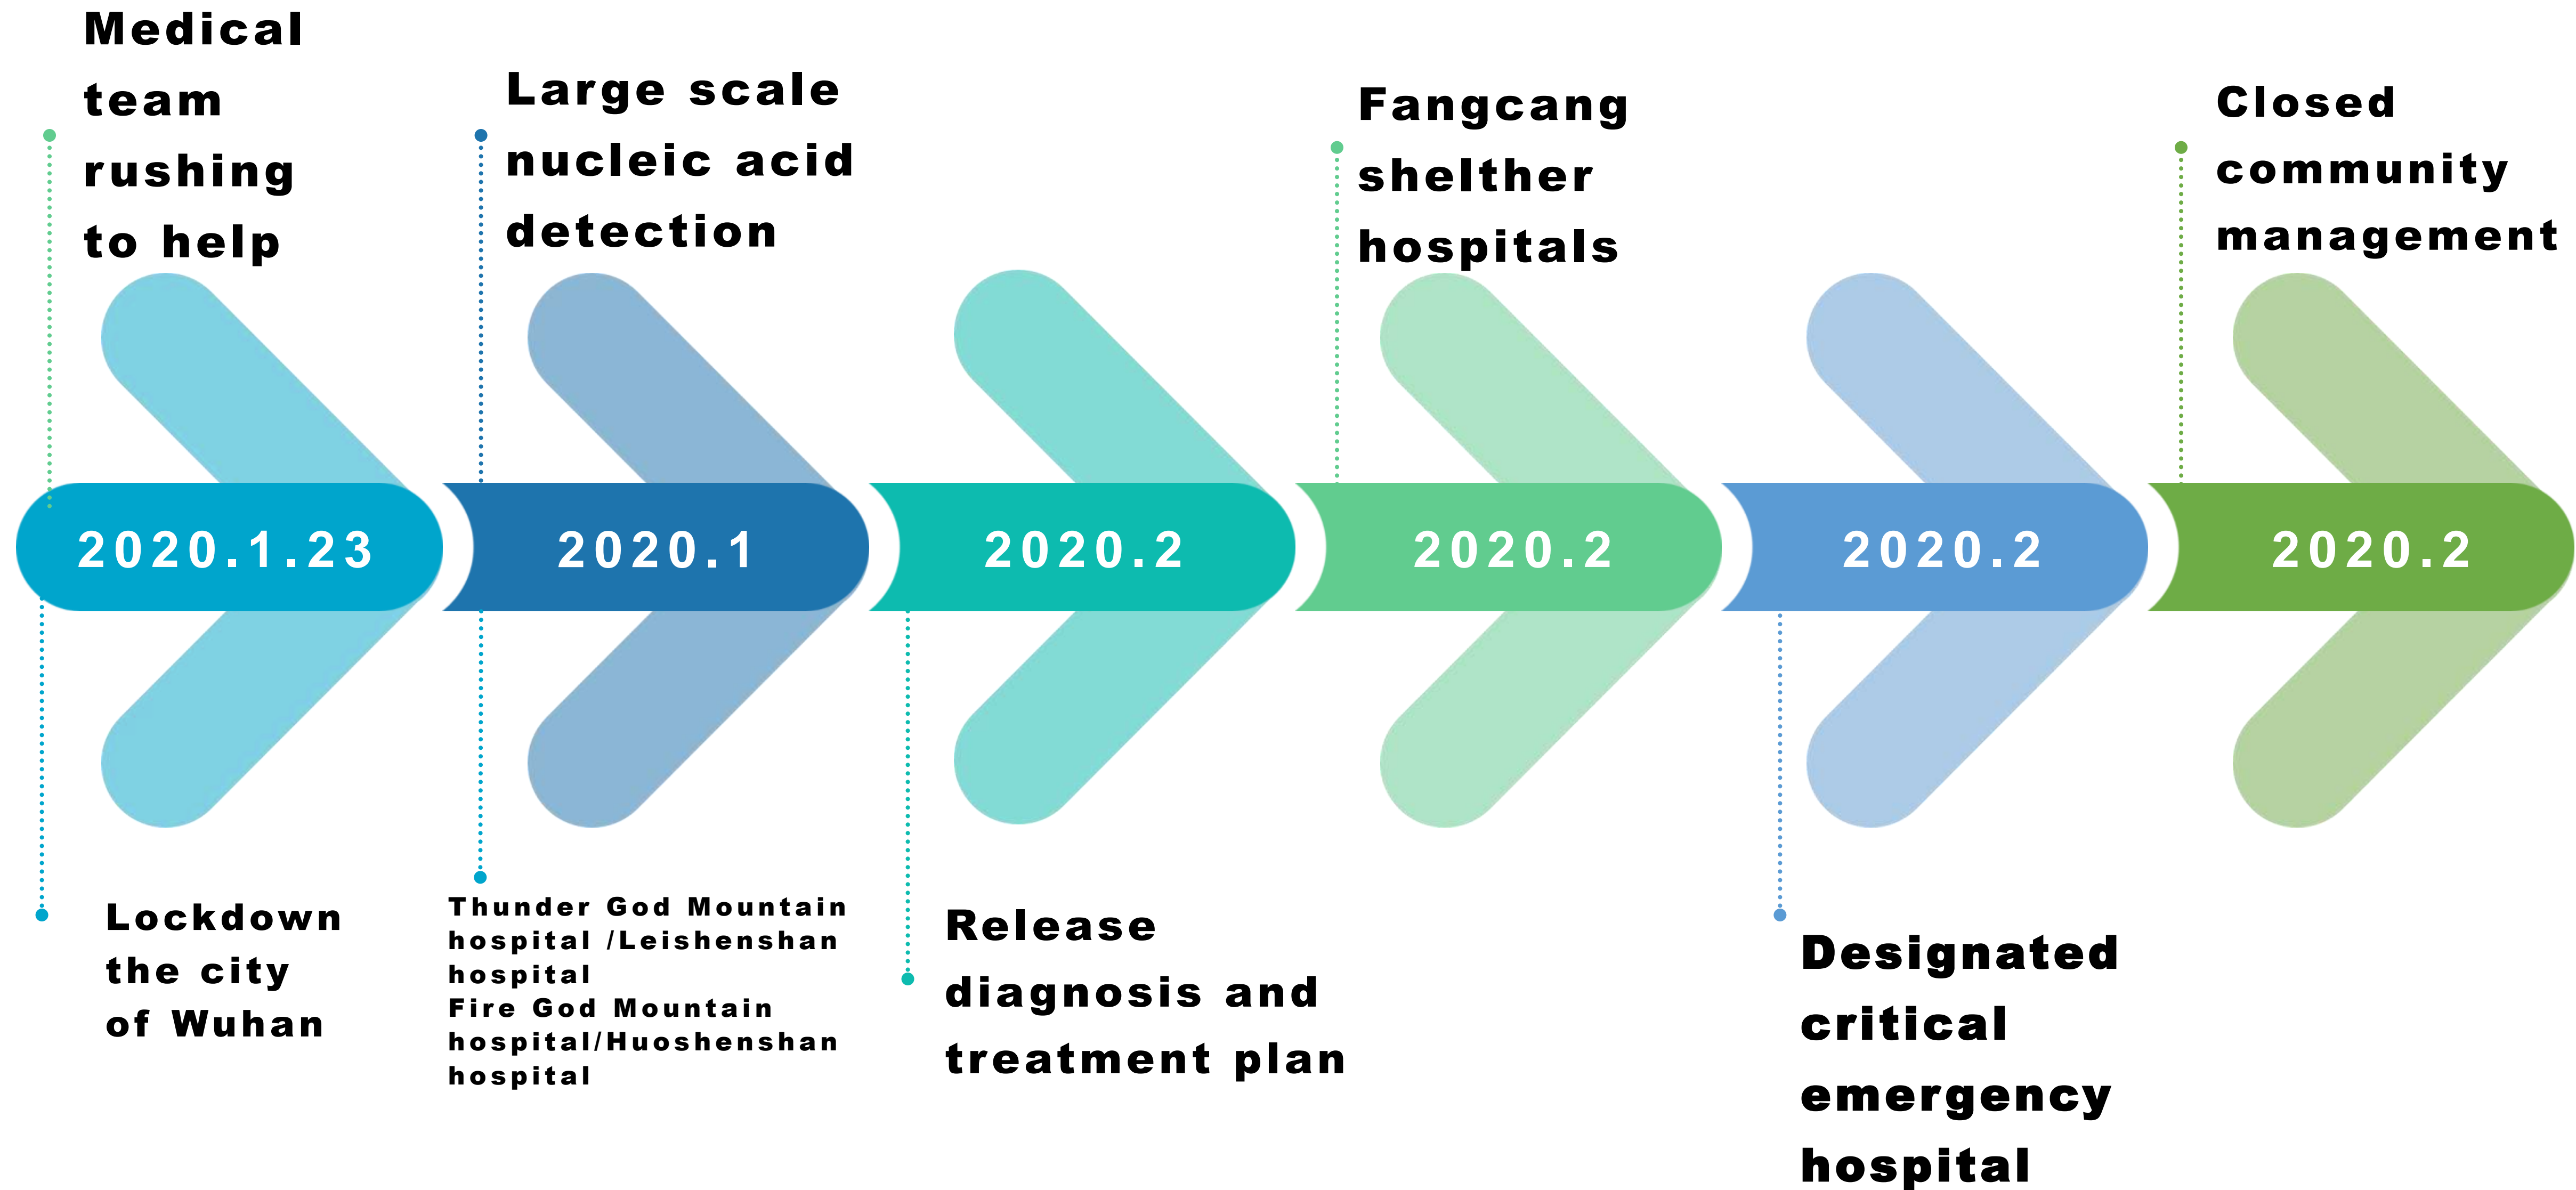 Medical
team
rushing
to help
Large scale
nucleic acid
detection
Fangcang
shelther
hospitals
Closed
community
management
2020.1.23
2020.1
2020.2
2020.2
2020.2
2020.2
Lockdown
the city
of Wuhan
Thunder God Mountain
hospital /Leishenshan
hospital
Fire God Mountain
hospital/Huoshenshan
hospital
Release
diagnosis and
treatment plan
Designated
critical
emergency
hospital